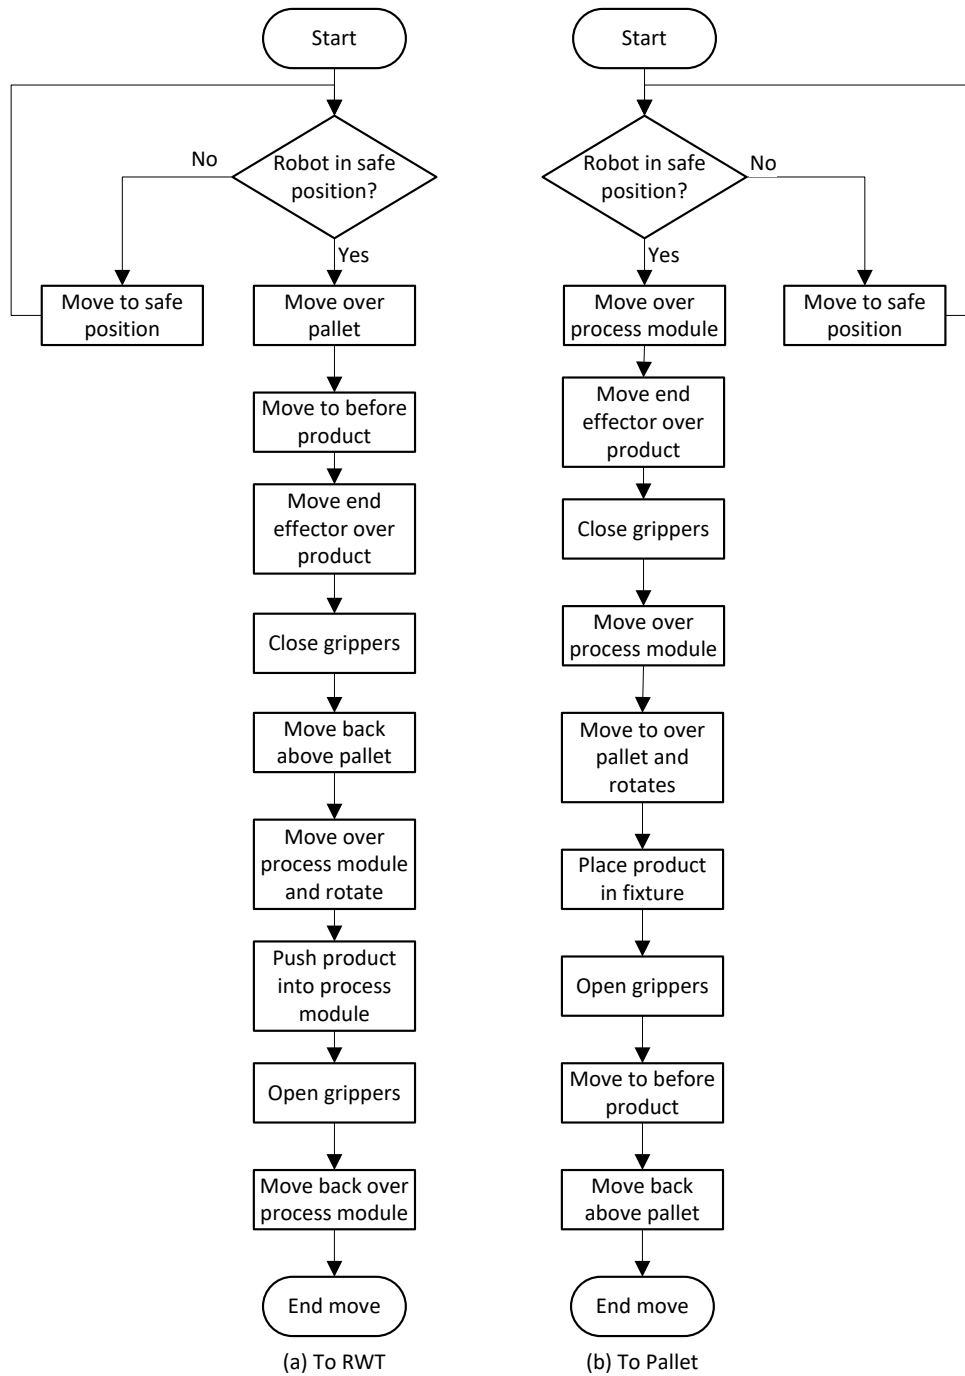 Start
Robot in safe
position?
No
Yes
Move to safe
position
Move over
pallet
Move to before
product
Move end
effector over
product
Close grippers
Move back
above pallet
Move over
process module
and rotate
Push product
into process
module
Open grippers
Move back over
process module
End move
(a) To RWT
Start
Robot in safe
position?
No
Yes
Move over
process module
Move to safe
position
Move end
effector over
product
Close grippers
Move over
process module
Move to over
pallet and
rotates
Place product
in fixture
Open grippers
Move to before
product
Move back
above pallet
End move
(b) To Pallet